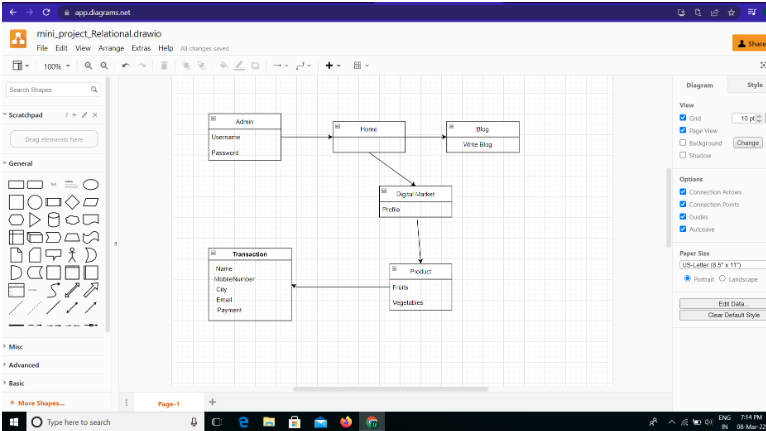 app.diagrams.net
mini_project_Relational.drawio
File Edit View Arrange Extras Help All changes saved
Share
100%
Search Shapes
Scratchpad
Drag elements here
General
Text
Misc
Advanced
Basic
+ More Shapes...
Admin
Username
Password
Home
Blog
Write Blog
Digital Market
Profile
Product
Fruits
Vegetables
Transaction
Name
MobileNumber
City
Email
Payment
Diagram Style
View
Grid 10 pt
Page View
Background Change
Shadow
Options
Connection Arrows
Connection Points
Guides
Autosave
Paper Size
US-Letter (8,5" x 11")
Portrait Landscape
Edit Data...
Clear Default Style
Page-1
Type here to search
ENG 7:14 PM
IN 08-Mar-22